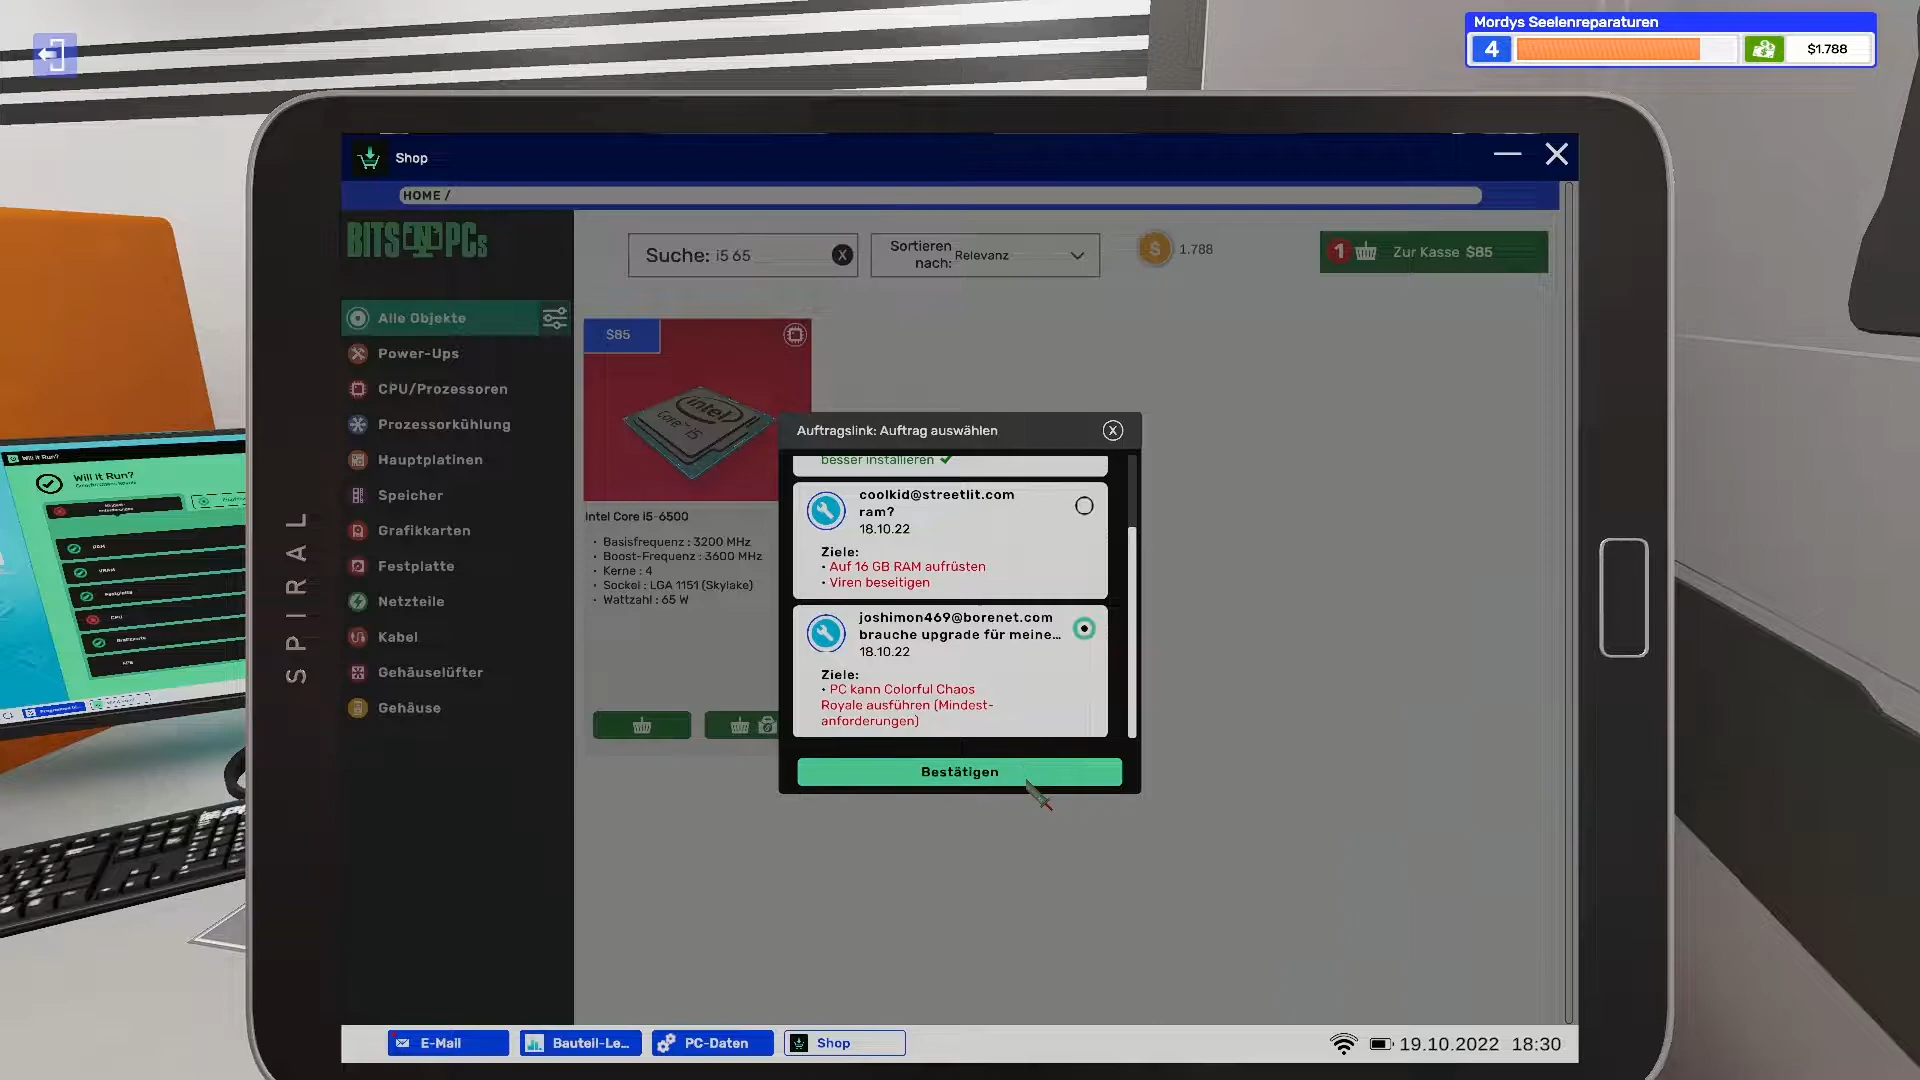 Mordys Seelenreparaturen
4
$1.788
Shop
HOME /
BITS N PCs
Suche: i5 65
Sortieren nach: Relevanz
1.788
1
Zur Kasse $85
Alle Objekte
Power-Ups
CPU/Prozessoren
Prozessorkühlung
Hauptplatinen
Speicher
Grafikkarten
Festplatte
Netzteile
Kabel
Gehäuselüfter
Gehäuse
$85
intel
Core i5
Intel Core i5-6500
• Basisfrequenz : 3200 MHz
• Boost-Frequenz : 3600 MHz
• Kerne : 4
• Sockel : LGA 1151 (Skylake)
• Wattzahl : 65 W
Auftragslink: Auftrag auswählen
besser installieren
coolkid@streetlit.com
ram?
18.10.22
Ziele:
• Auf 16 GB RAM aufrüsten
• Viren beseitigen
joshimon469@borenet.com
brauche upgrade für meine...
18.10.22
Ziele:
• PC kann Colorful Chaos
Royale ausführen (Mindest-
anforderungen)
Bestätigen
SPIRAL
Will It Run?
Will It Run?
E-Mail
Bauteil-Le...
PC-Daten
Shop
19.10.2022 18:30